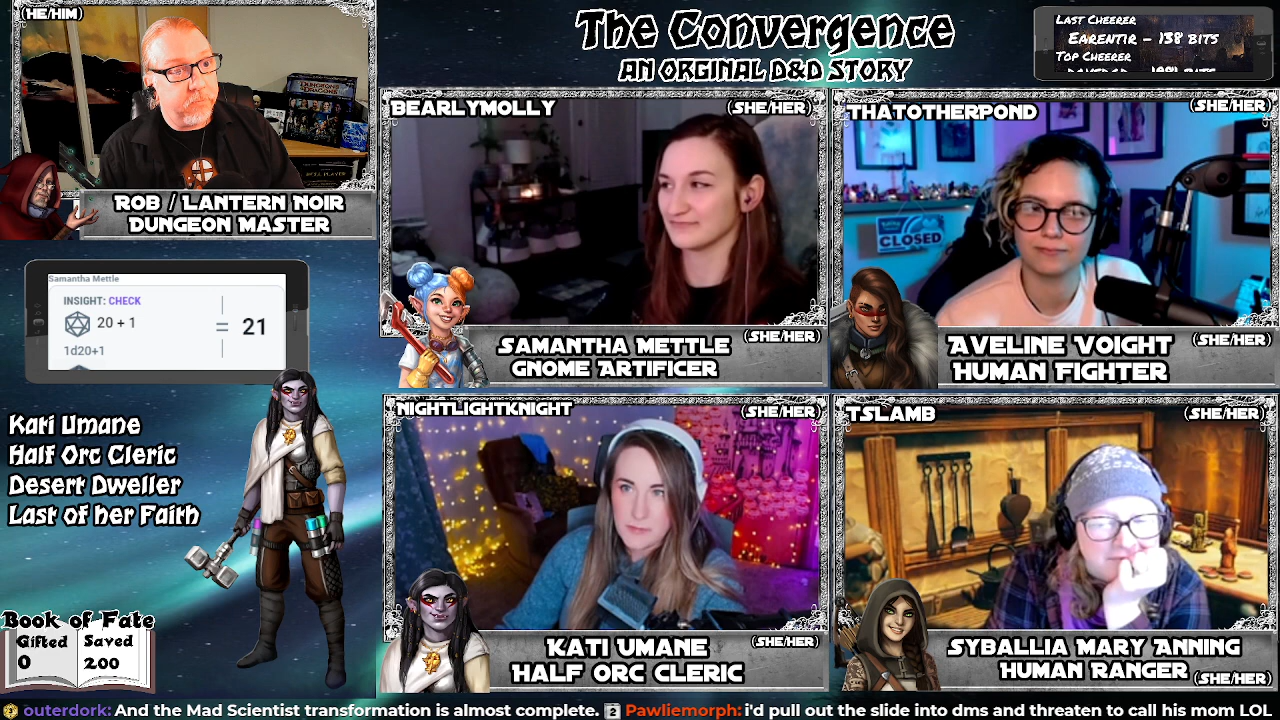 (HE/HIM)
The Convergence
AN ORGINAL D&D STORY
LAST CHEERER
EARENTIR – 138 BITS
TOP CHEERER
ROB / LANTERN NOIR
DUNGEON MASTER
BEARLYMOLLY
(SHE/HER)
CLOSED
SAMANTHA METTLE
(SHE/HER)
GNOME ARTIFICER
THATOTHERPOND
(SHE/HER)
AVELINE VOIGHT
(SHE/HER)
HUMAN FIGHTER
Samantha Mettle
INSIGHT: CHECK
20 + 1
= 21
1d20+1
Kati Umane
Half Orc Cleric
Desert Dweller
Last of her Faith
NIGHTLIGHTKNIGHT
(SHE/HER)
KATI UMANE
(SHE/HER)
HALF ORC CLERIC
TSLAMB
(SHE/HER)
SYBALLIA MARY ANNING
HUMAN RANGER
(SHE/HER)
Book of Fate
Gifted Saved
0 200
outerdork: And the Mad Scientist transformation is almost complete. 2 Pawliemorph: i'd pull out the slide into dms and threaten to call his mom LOL